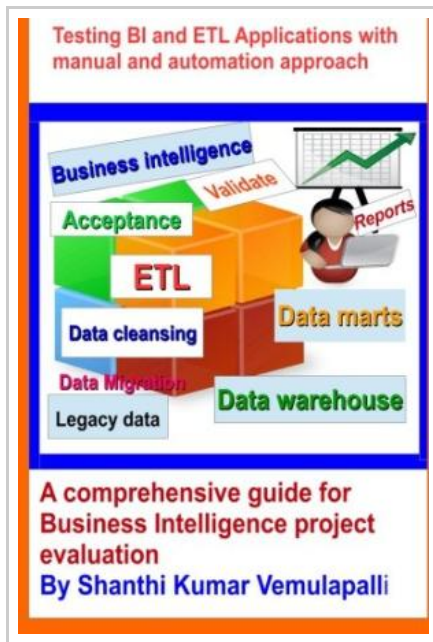 Testing BI and ETL Applications with
manual and automation approach
Business intelligence
Validate
Acceptance
Reports
ETL
Data marts
Data cleansing
Data Migration
Data warehouse
Legacy data
A comprehensive guide for
Business Intelligence project
evaluation
By Shanthi Kumar Vemulapalli